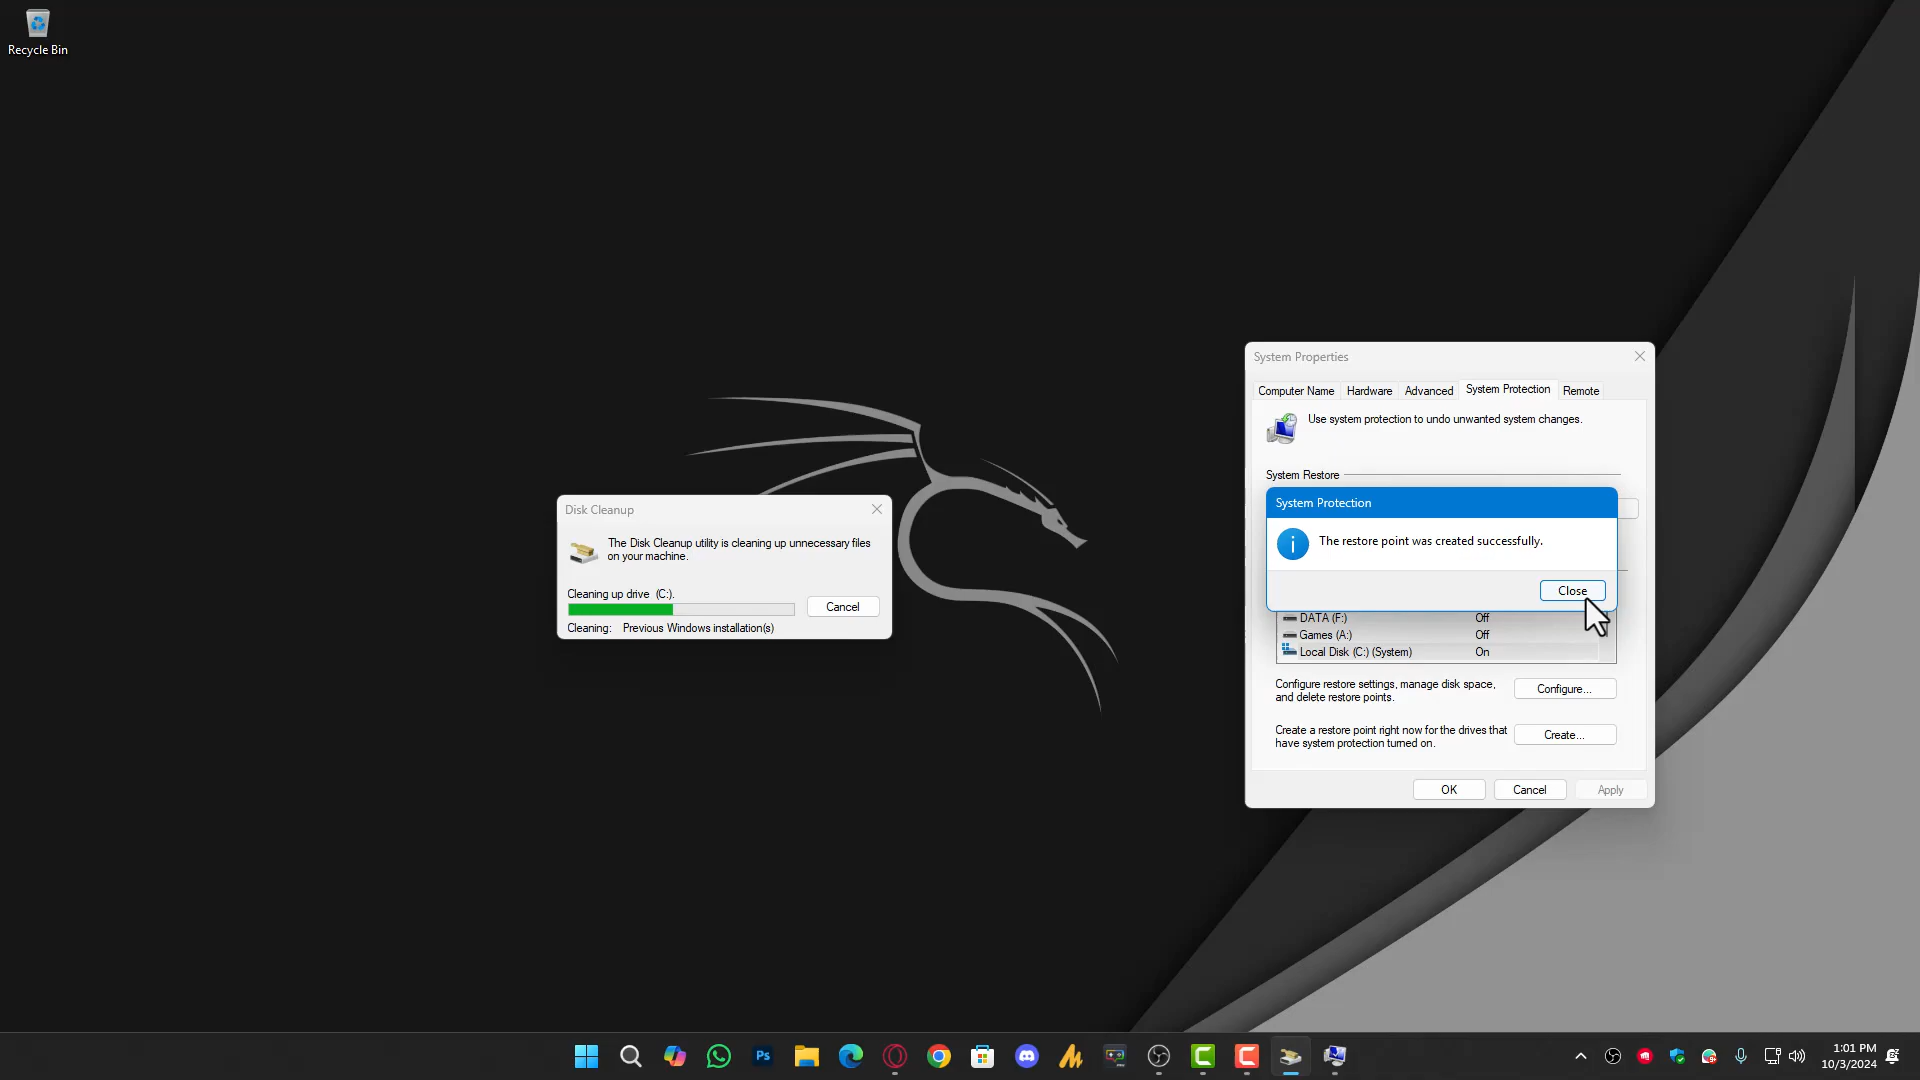 Recycle Bin
Disk Cleanup
The Disk Cleanup utility is cleaning up unnecessary files
on your machine.
Cleaning up drive (C:).
Cancel
Cleaning: Previous Windows installation(s)
System Properties
Computer Name Hardware Advanced System Protection Remote
Use system protection to undo unwanted system changes.
System Restore
System Protection
The restore point was created successfully.
Close
DATA (F:) Off
Games (A:) Off
Local Disk (C:) (System) On
Configure restore settings, manage disk space,
and delete restore points.
Configure...
Create a restore point right now for the drives that
have system protection turned on.
Create...
OK Cancel Apply
Ps
1:01 PM
10/3/2024